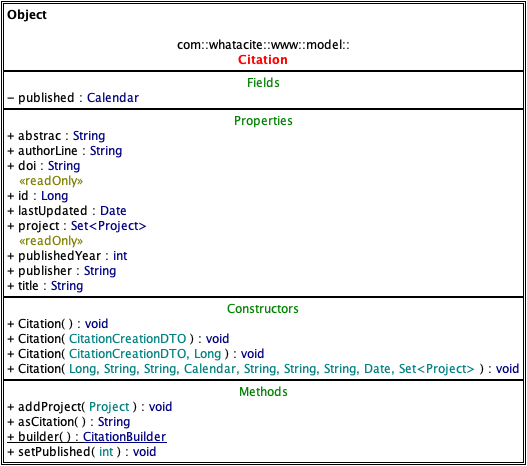 Object
com::whatacite::www::model::
Citation
Fields
− published : Calendar
Properties
+ abstrac : String
+ authorLine : String
+ doi : String
«readOnly»
+ id : Long
+ lastUpdated : Date
+ project : Set<Project>
«readOnly»
+ publishedYear : int
+ publisher : String
+ title : String
Constructors
+ Citation( ) : void
+ Citation( CitationCreationDTO ) : void
+ Citation( CitationCreationDTO, Long ) : void
+ Citation( Long, String, String, Calendar, String, String, String, Date, Set<Project> ) : void
Methods
+ addProject( Project ) : void
+ asCitation( ) : String
+ builder( ) : CitationBuilder
+ setPublished( int ) : void